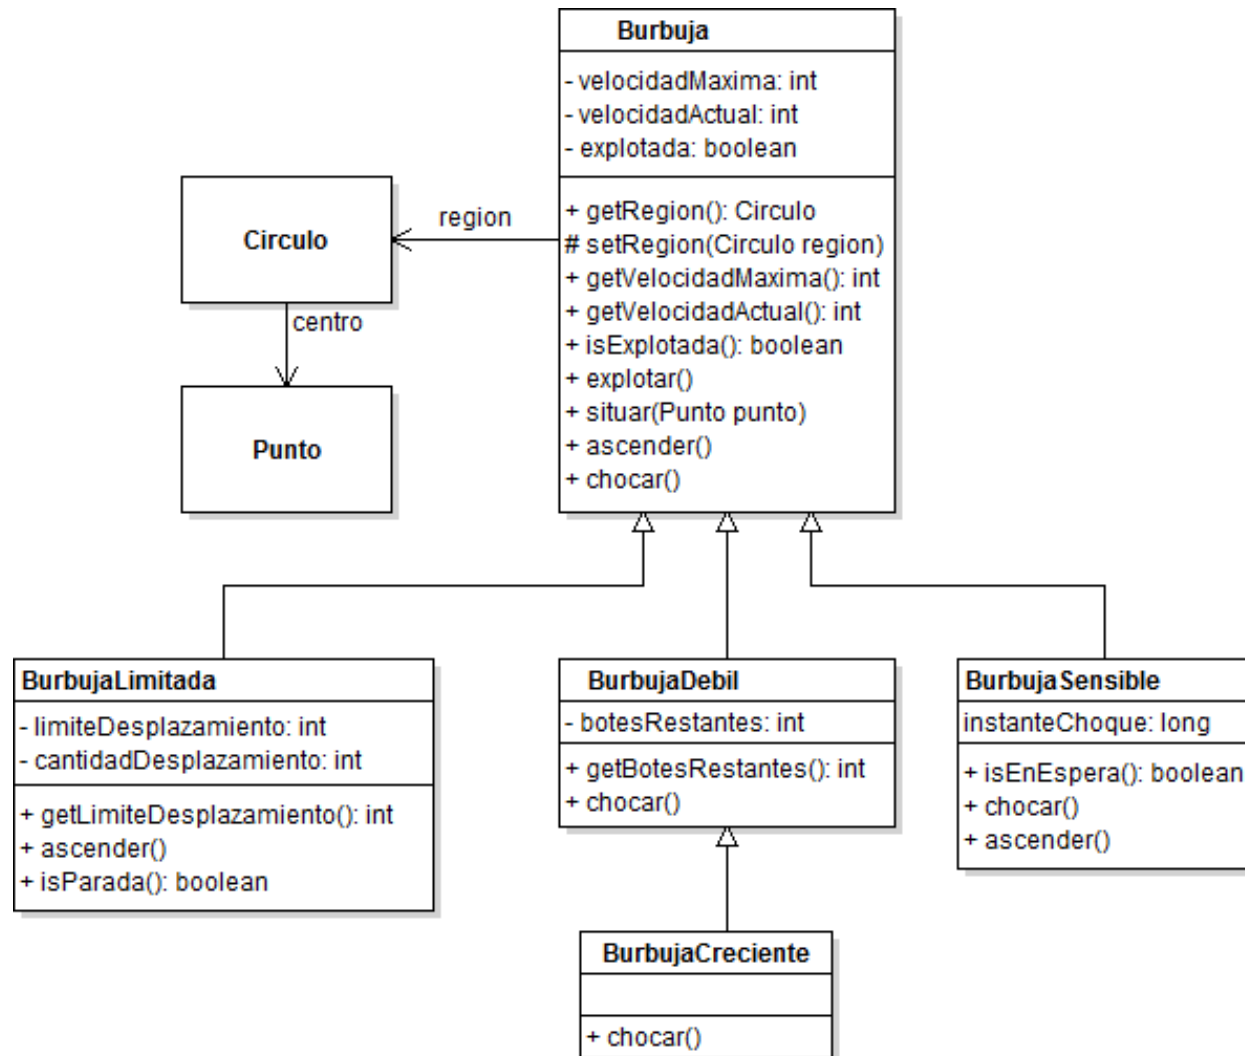 Burbuja
- velocidadMaxima: int
- velocidadActual: int
- explotada: boolean
+ getRegion(): Circulo
# setRegion(Circulo region)
+ getVelocidadMaxima(): int
+ getVelocidadActual(): int
+ isExplotada(): boolean
+ explotar()
+ situar(Punto punto)
+ ascender()
+ chocar()
region
Circulo
centro
Punto
BurbujaLimitada
- limiteDesplazamiento: int
- cantidadDesplazamiento: int
+ getLimiteDesplazamiento(): int
+ ascender()
+ isParada(): boolean
BurbujaDebil
- botesRestantes: int
+ getBotesRestantes(): int
+ chocar()
BurbujaSensible
instanteChoque: long
+ isEnEspera(): boolean
+ chocar()
+ ascender()
BurbujaCreciente
+ chocar()